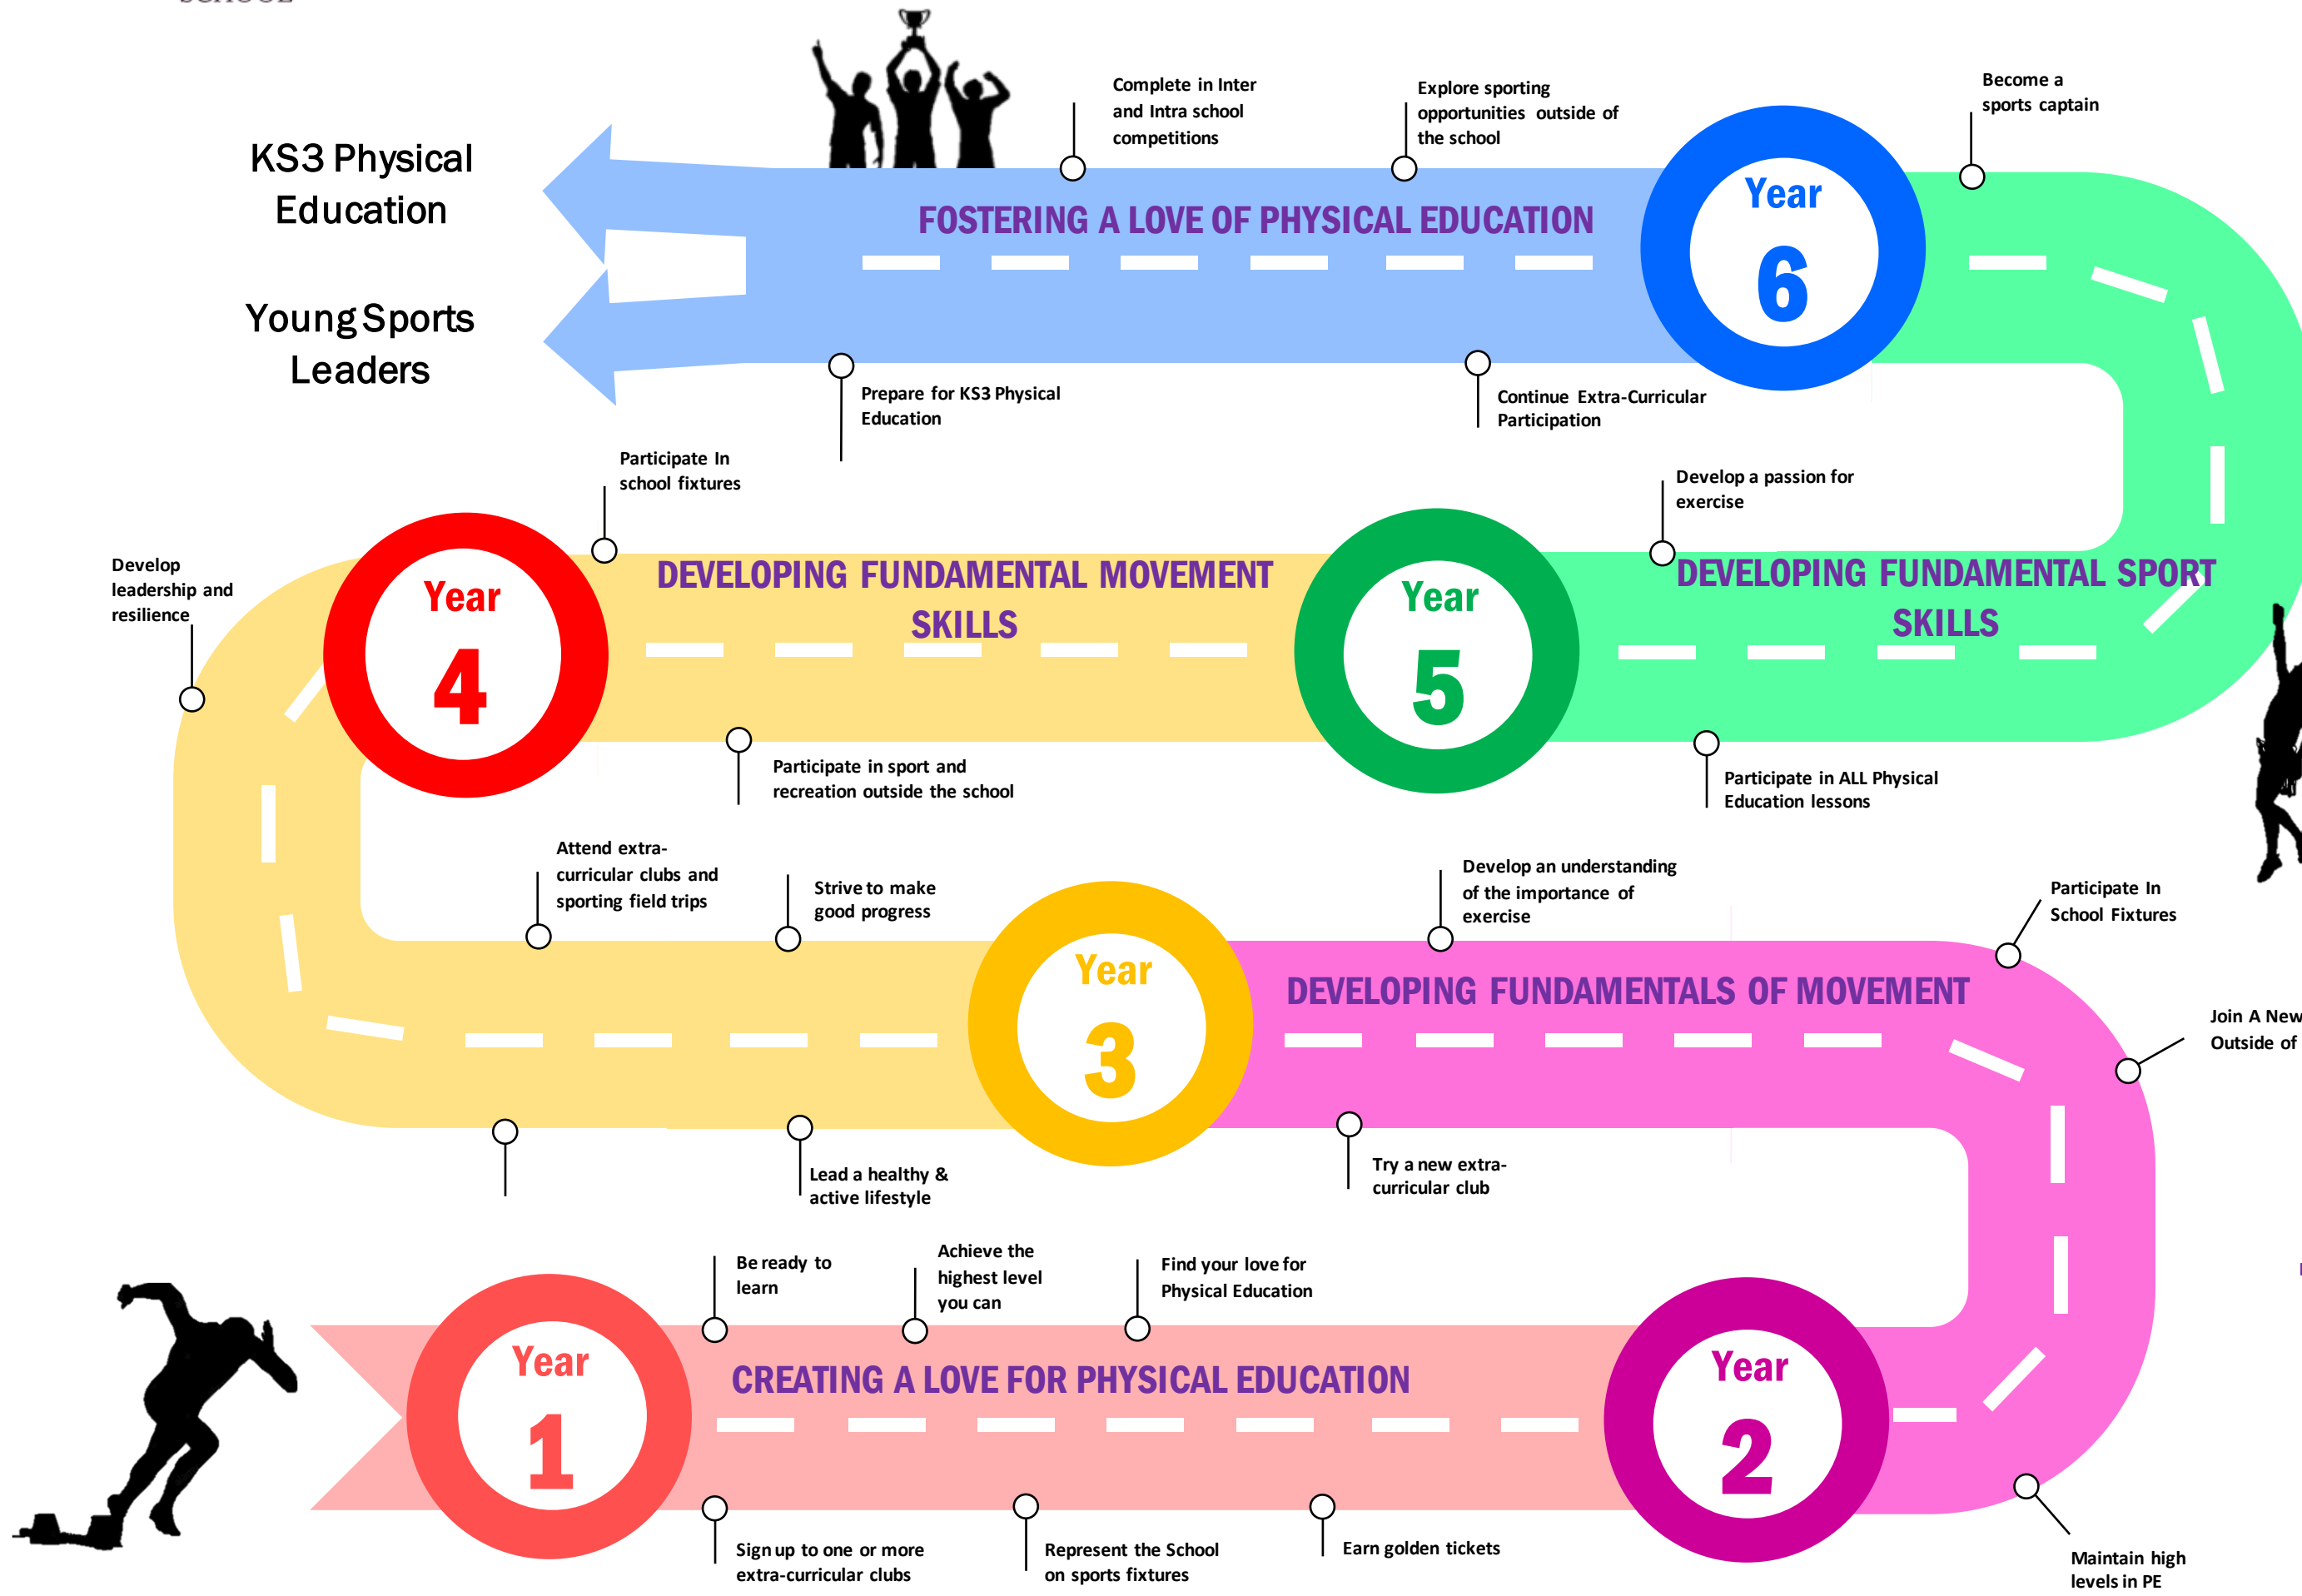 SCHOOL
Complete in Inter
and Intra school
competitions
Explore sporting
opportunities outside of
the school
Become a
sports captain
KS3 Physical
Education
Young Sports
Leaders
FOSTERING A LOVE OF PHYSICAL EDUCATION
Year
6
Prepare for KS3 Physical
Education
Continue Extra-Curricular
Participation
Participate In
school fixtures
Develop a passion for
exercise
Develop
leadership and
resilience
Year
4
DEVELOPING FUNDAMENTAL MOVEMENT
SKILLS
Year
5
DEVELOPING FUNDAMENTAL SPORT
SKILLS
Participate in sport and
recreation outside the school
Participate in ALL Physical
Education lessons
Attend extra-
curricular clubs and
sporting field trips
Strive to make
good progress
Develop an understanding
of the importance of
exercise
Participate In
School Fixtures
Year
3
DEVELOPING FUNDAMENTALS OF MOVEMENT
Join A New
Outside of
Lead a healthy &
active lifestyle
Try a new extra-
curricular club
Be ready to
learn
Achieve the
highest level
you can
Find your love for
Physical Education
Year
1
CREATING A LOVE FOR PHYSICAL EDUCATION
Year
2
Sign up to one or more
extra-curricular clubs
Represent the School
on sports fixtures
Earn golden tickets
Maintain high
levels in PE